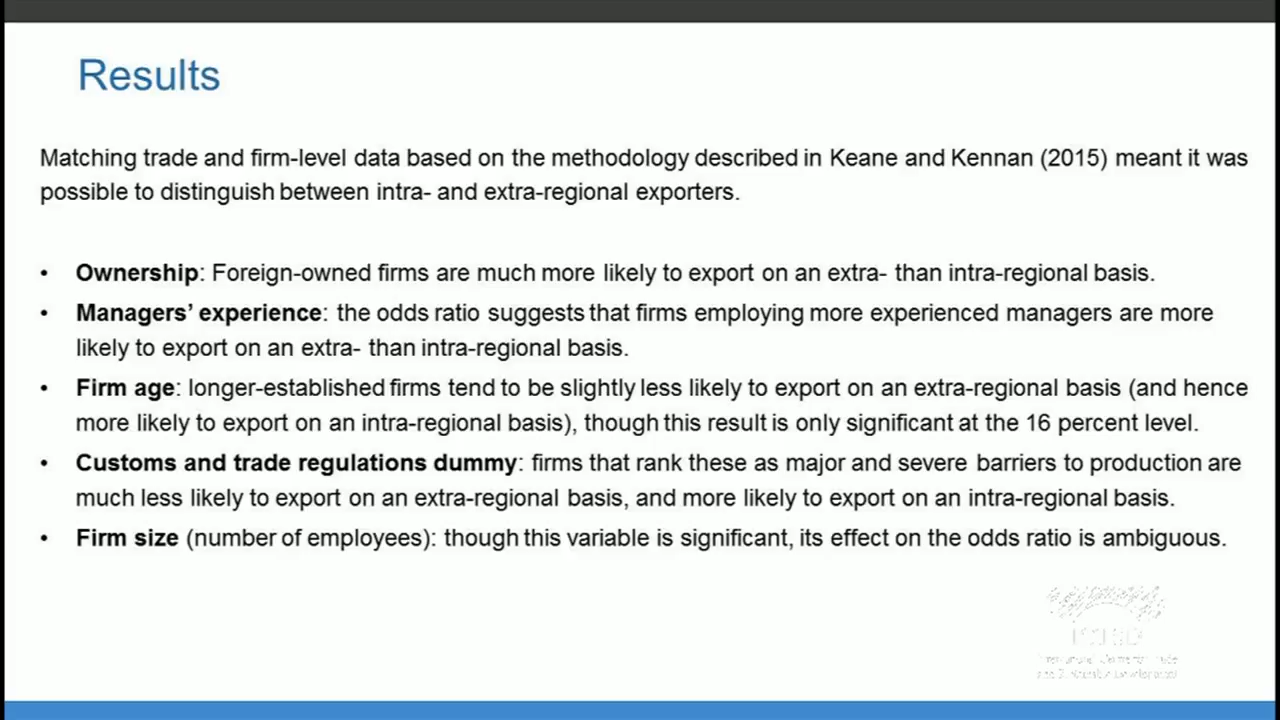 Results
Matching trade and firm-level data based on the methodology described in Keane and Kennan (2015) meant it was
possible to distinguish between intra- and extra-regional exporters.
• Ownership: Foreign-owned firms are much more likely to export on an extra- than intra-regional basis.
• Managers’ experience: the odds ratio suggests that firms employing more experienced managers are more
likely to export on an extra- than intra-regional basis.
• Firm age: longer-established firms tend to be slightly less likely to export on an extra-regional basis (and hence
more likely to export on an intra-regional basis), though this result is only significant at the 16 percent level.
• Customs and trade regulations dummy: firms that rank these as major and severe barriers to production are
much less likely to export on an extra-regional basis, and more likely to export on an intra-regional basis.
• Firm size (number of employees): though this variable is significant, its effect on the odds ratio is ambiguous.